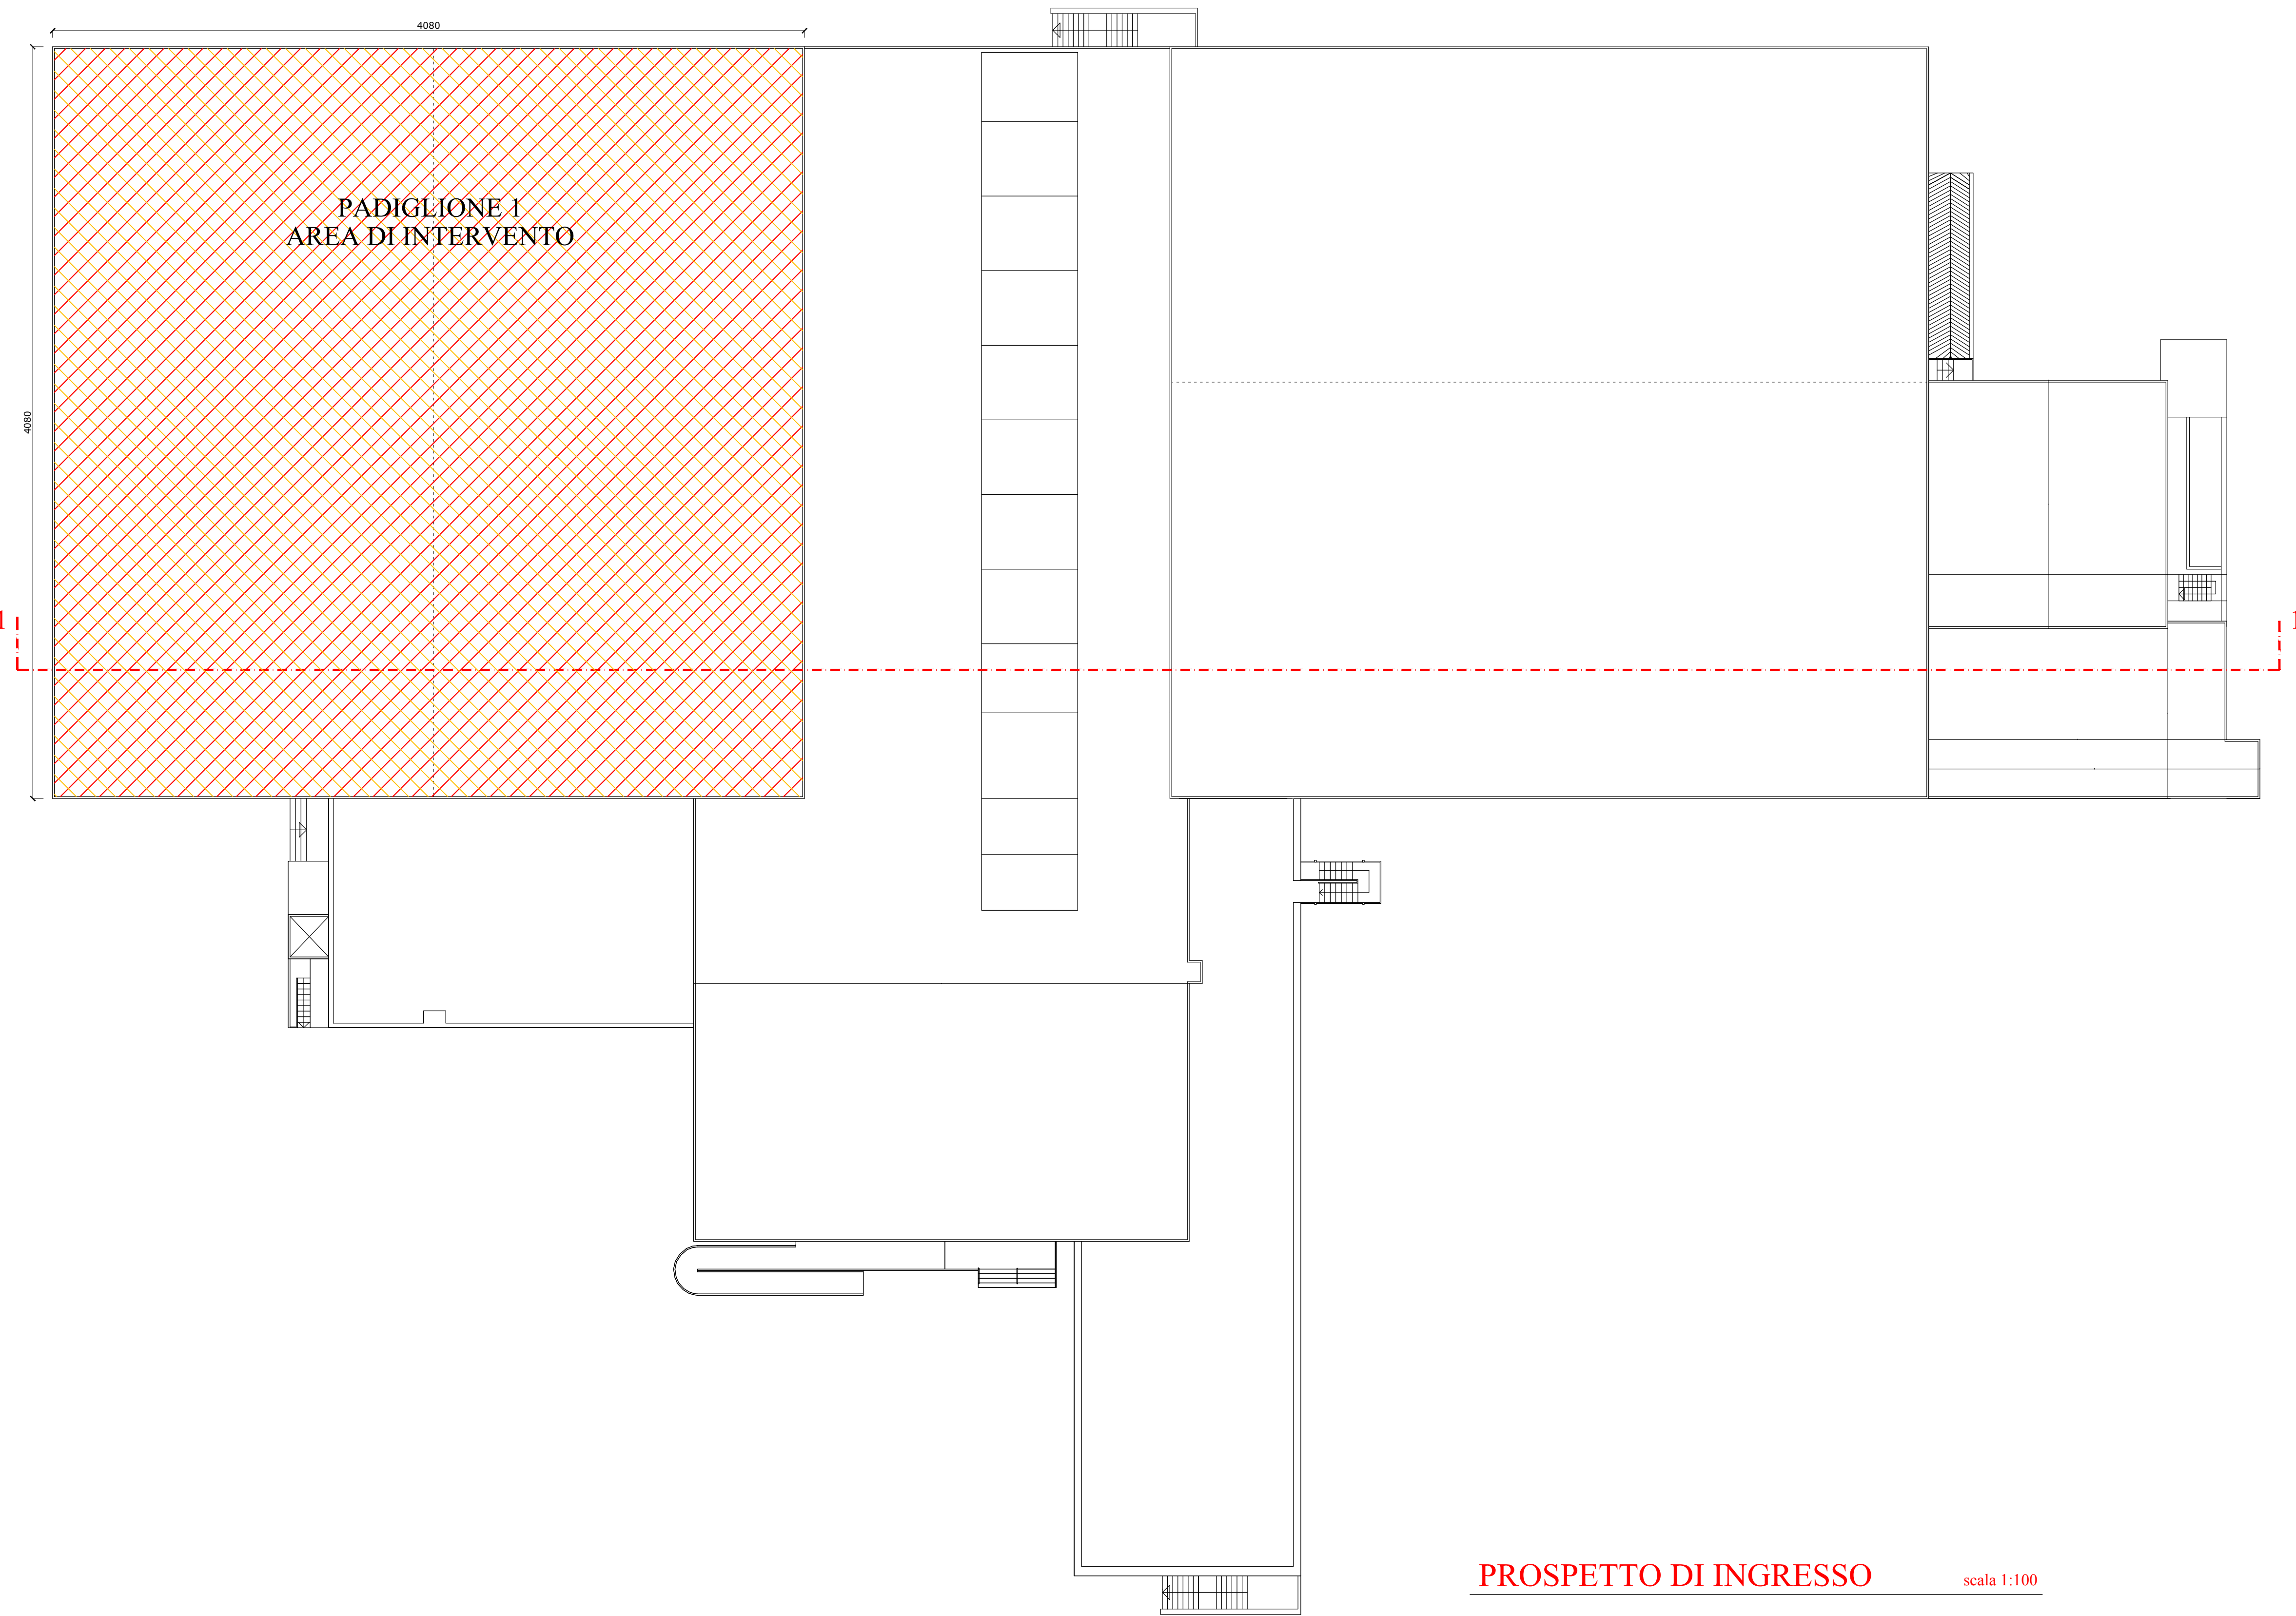 4080
PADIGLIONE 1
AREA DI INTERVENTO
4080
1
1
PROSPETTO DI INGRESSO scala 1:100